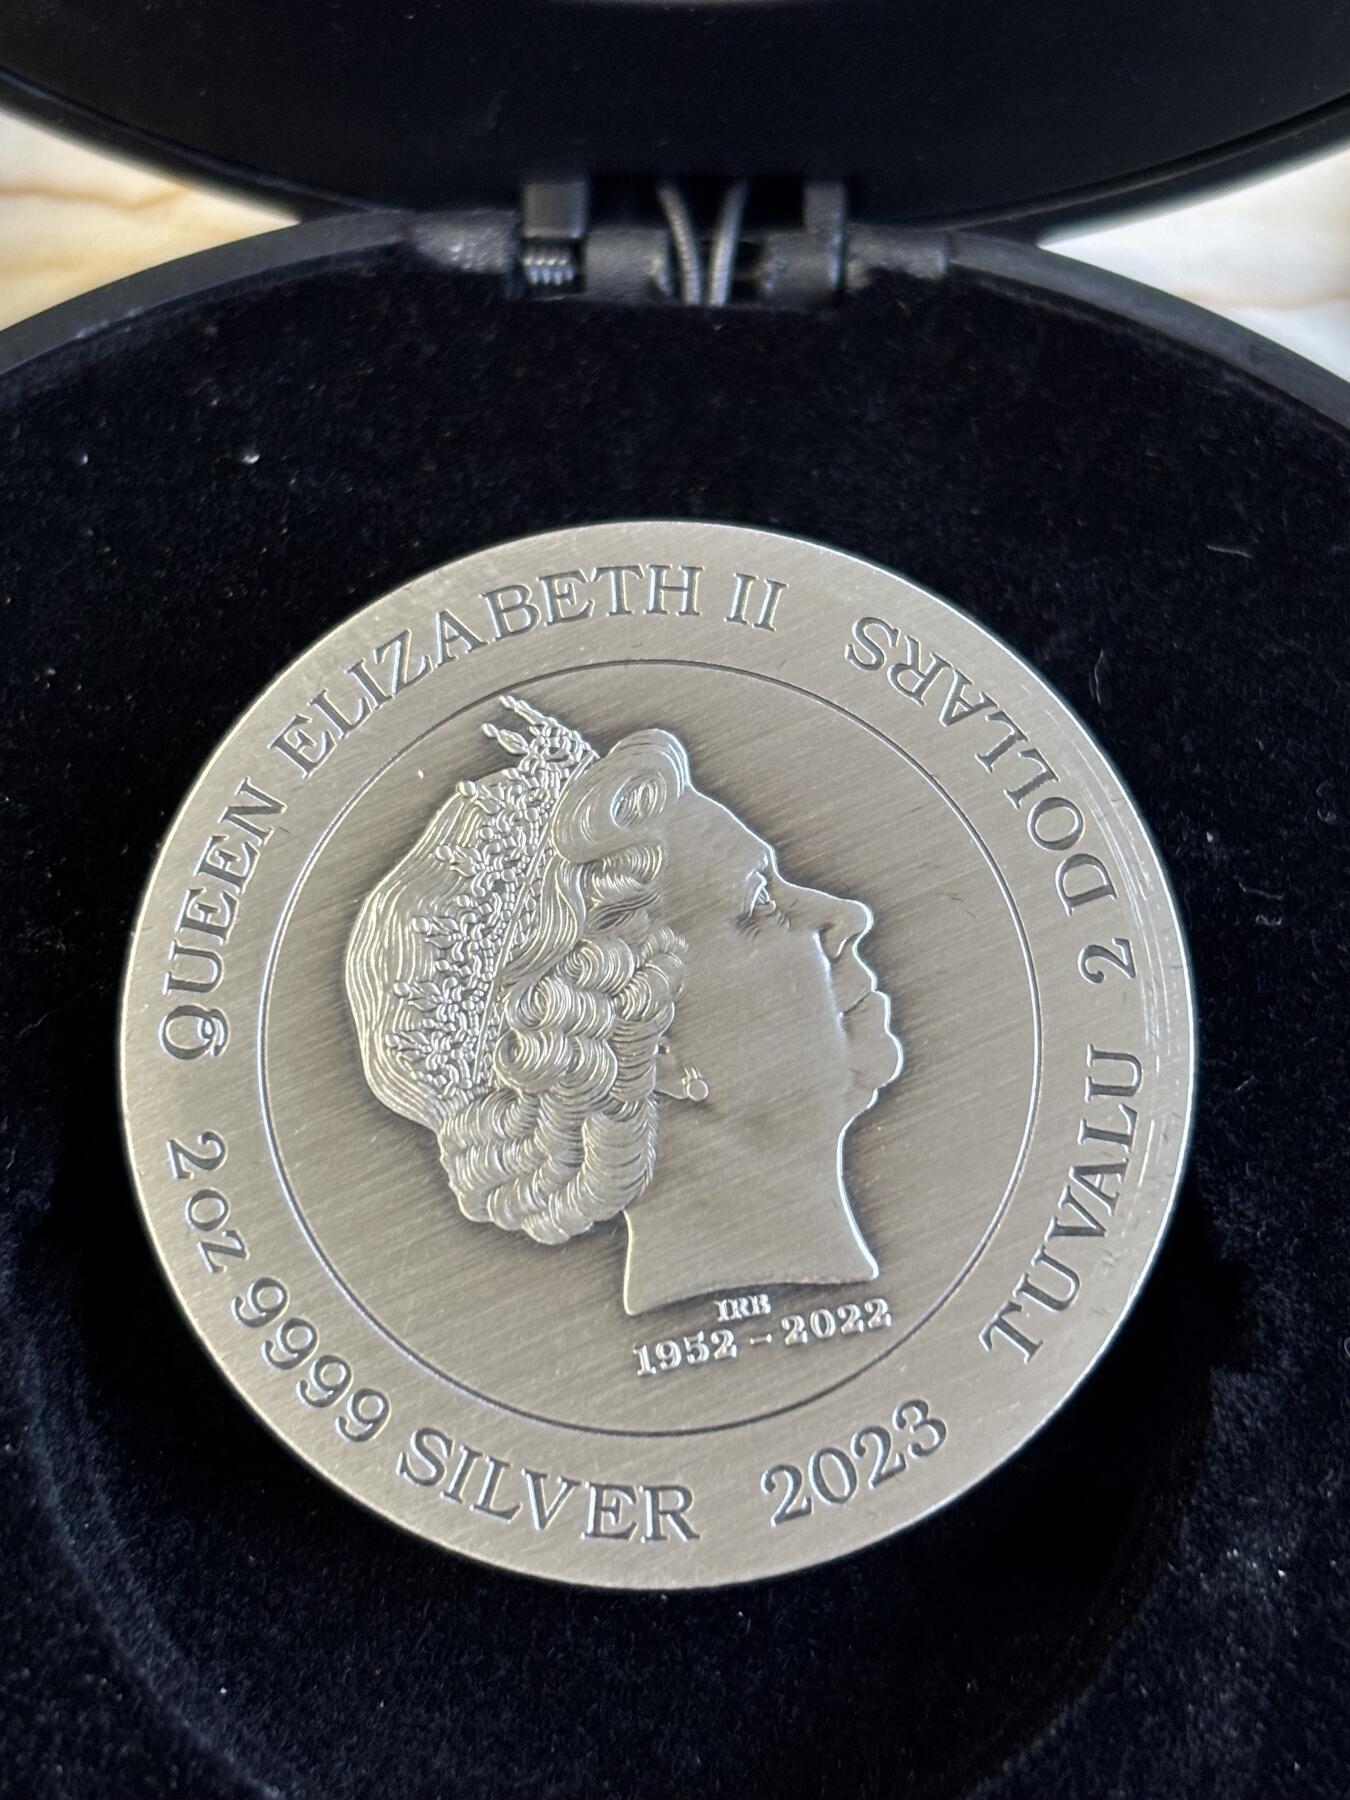 QUEEN ELIZABETH II
TUVALU 2 DOLLARS
2oz 9999 SILVER 2023
IRB
1952 – 2022